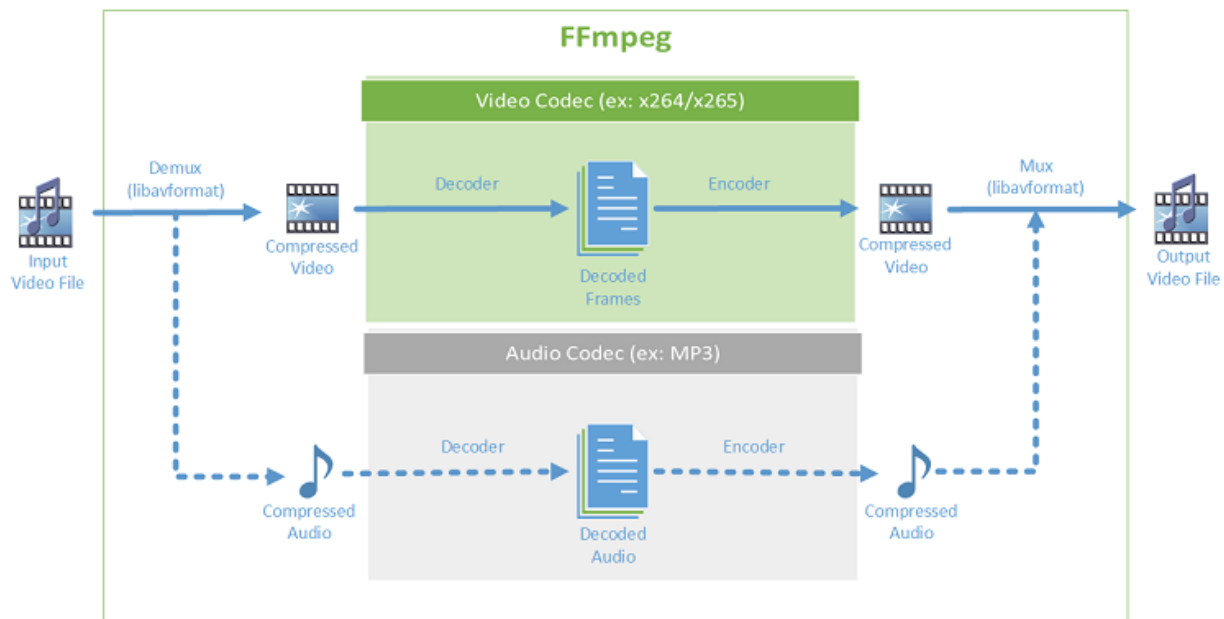 FFmpeg
Video Codec (ex: x264/x265)
Demux
(libavformat)
Decoder
Encoder
Mux
(libavformat)
Input
Video File
Compressed
Video
Decoded
Frames
Compressed
Video
Output
Video File
Audio Codec (ex: MP3)
Decoder
Encoder
Compressed
Audio
Decoded
Audio
Compressed
Audio